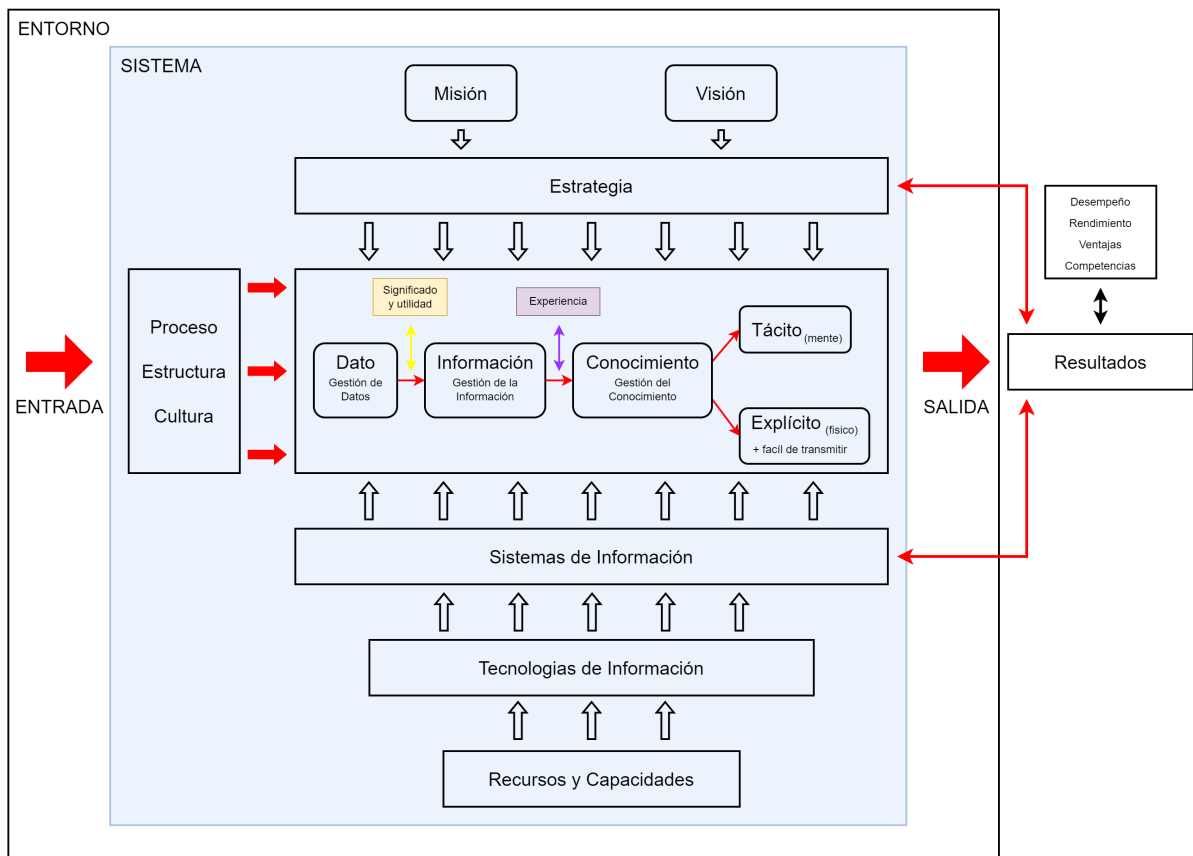 ENTORNO
SISTEMA
Misión
Visión
Estrategia
Desempeño
Rendimiento
Ventajas
Competencias
Proceso
Estructura
Cultura
Significado
y utilidad
Experiencia
Dato
Gestión de
Datos
Información
Gestión de la
Información
Conocimiento
Gestión del
Conocimiento
Tácito (mente)
Explícito (fisico)
+ facíl de transmitir
ENTRADA
SALIDA
Resultados
Sistemas de Información
Tecnologias de Información
Recursos y Capacidades